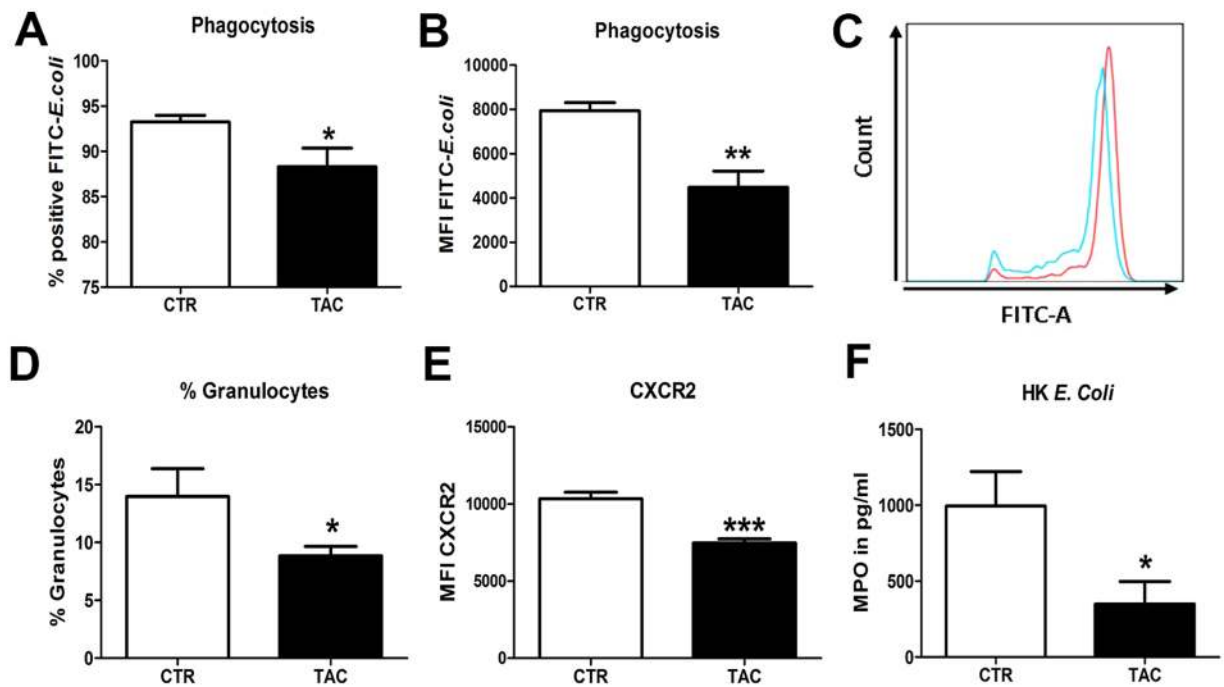 A
Phagocytosis
% positive FITC-E.coli
100
95
90
85
80
75
*
CTR
TAC
B
Phagocytosis
MFI FITC-E.coli
10000
8000
6000
4000
2000
0
**
CTR
TAC
C
Count
FITC-A
D
% Granulocytes
% Granulocytes
20
15
10
5
0
*
CTR
TAC
E
CXCR2
MFI CXCR2
15000
10000
5000
0
***
CTR
TAC
F
HK E. Coli
MPO in pg/ml
1500
1000
500
0
*
CTR
TAC